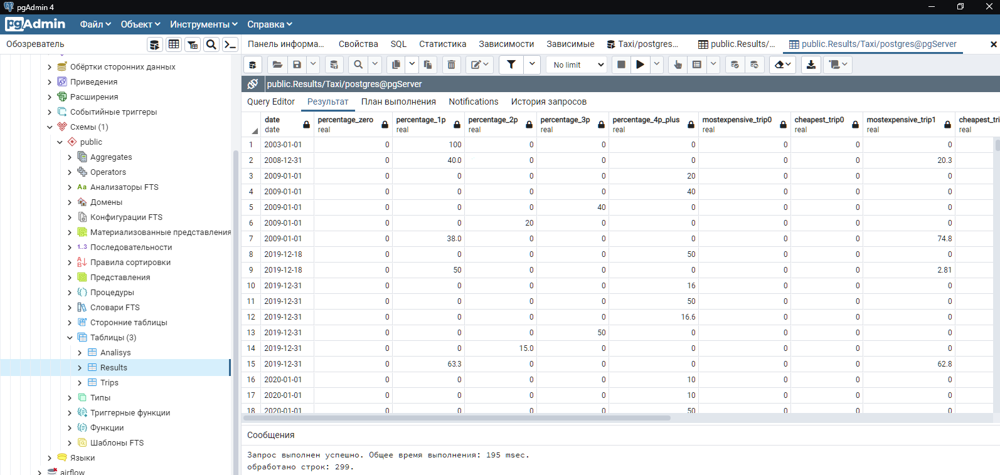 pgAdmin 4
pgAdmin Файл Объект Инструменты Справка
Обозреватель
Панель информа... Свойства SQL Статистика Зависимости Зависимые Taxi/postgres... public.Results/... public.Results/Taxi/postgres@pgServer
No limit
public.Results/Taxi/postgres@pgServer
Query Editor Результат План выполнения Notifications История запросов
Обёртки сторонних данных
Приведения
Расширения
Событийные триггеры
Схемы (1)
public
Aggregates
Operators
Aa Анализаторы FTS
Домены
Конфигурации FTS
Материализованные представления
1..3 Последовательности
Правила сортировки
Представления
Процедуры
Словари FTS
Сторонние таблицы
Таблицы (3)
Analisys
Results
Trips
Типы
Триггерные функции
Функции
Шаблоны FTS
Языки
airflow
date percentage_zero percentage_1p percentage_2p percentage_3p percentage_4p_plus mostexpensive_trip0 cheapest_trip0 mostexpensive_trip1 cheapest_tri
date real real real real real real real real real
1 2003-01-01 0 100 0 0 0 0 0 0
2 2008-12-31 0 40.0 0 0 0 0 0 20.3
3 2009-01-01 0 0 0 0 20 0 0 0
4 2009-01-01 0 0 0 0 40 0 0 0
5 2009-01-01 0 0 0 40 0 0 0 0
6 2009-01-01 0 0 20 0 0 0 0 0
7 2009-01-01 0 38.0 0 0 0 0 0 74.8
8 2019-12-18 0 0 0 0 50 0 0 0
9 2019-12-18 0 50 0 0 0 0 0 2.81
10 2019-12-31 0 0 0 0 16 0 0 0
11 2019-12-31 0 0 0 0 50 0 0 0
12 2019-12-31 0 0 0 0 16.6 0 0 0
13 2019-12-31 0 0 0 50 0 0 0 0
14 2019-12-31 0 0 15.0 0 0 0 0 0
15 2019-12-31 0 63.3 0 0 0 0 0 62.8
16 2020-01-01 0 0 0 0 10 0 0 0
17 2020-01-01 0 0 0 0 10 0 0 0
18 2020-01-01 0 0 0 0 50 0 0 0
Сообщения
Запрос выполнен успешно. Общее время выполнения: 195 msec.
обработано строк: 299.